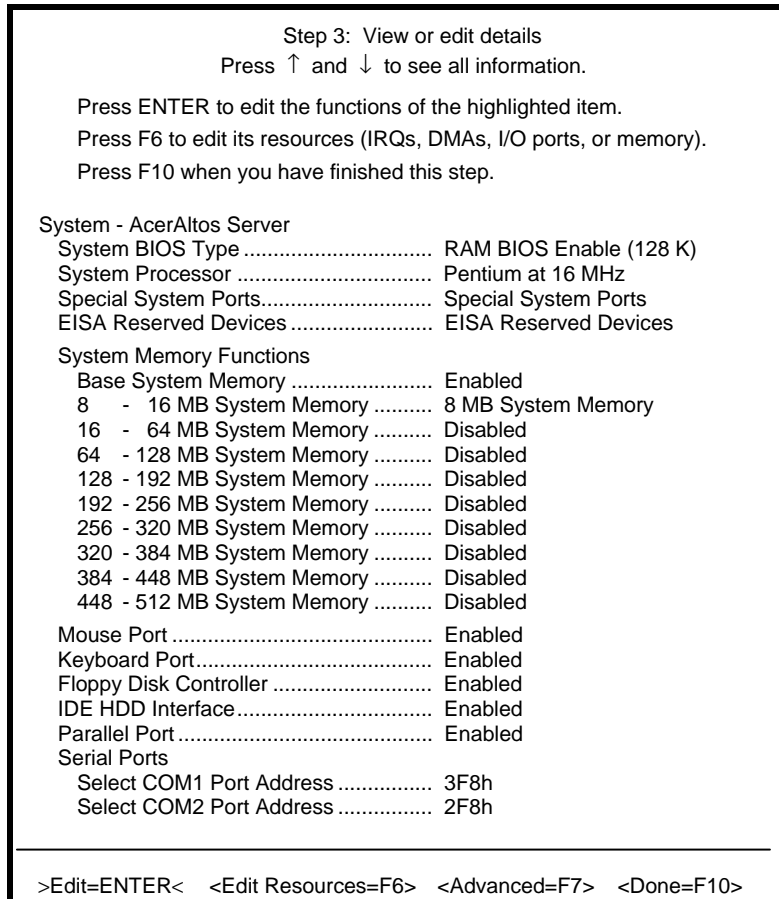 Step 3: View or edit details
Press ↑ and ↓ to see all information.
Press ENTER to edit the functions of the highlighted item.
Press F6 to edit its resources (IRQs, DMAs, I/O ports, or memory).
Press F10 when you have finished this step.
System - AcerAltos Server
System BIOS Type ................................ RAM BIOS Enable (128 K)
System Processor ................................. Pentium at 16 MHz
Special System Ports............................. Special System Ports
EISA Reserved Devices ........................ EISA Reserved Devices
System Memory Functions
Base System Memory ........................ Enabled
8 - 16 MB System Memory .......... 8 MB System Memory
16 - 64 MB System Memory .......... Disabled
64 - 128 MB System Memory .......... Disabled
128 - 192 MB System Memory .......... Disabled
192 - 256 MB System Memory .......... Disabled
256 - 320 MB System Memory .......... Disabled
320 - 384 MB System Memory .......... Disabled
384 - 448 MB System Memory .......... Disabled
448 - 512 MB System Memory .......... Disabled
Mouse Port ............................................ Enabled
Keyboard Port........................................ Enabled
Floppy Disk Controller ........................... Enabled
IDE HDD Interface................................. Enabled
Parallel Port ........................................... Enabled
Serial Ports
Select COM1 Port Address ................ 3F8h
Select COM2 Port Address ................ 2F8h
>Edit=ENTER< <Edit Resources=F6> <Advanced=F7> <Done=F10>